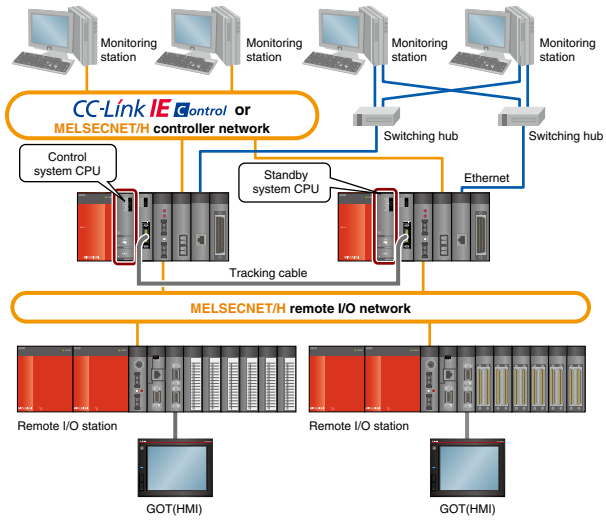 Monitoring station
Monitoring station
Monitoring station
Monitoring station
CC-Link IE Control or
MELSECNET/H controller network
Switching hub
Switching hub
Control system CPU
Standby system CPU
Ethernet
Tracking cable
MELSECNET/H remote I/O network
Remote I/O station
Remote I/O station
GOT(HMI)
GOT(HMI)